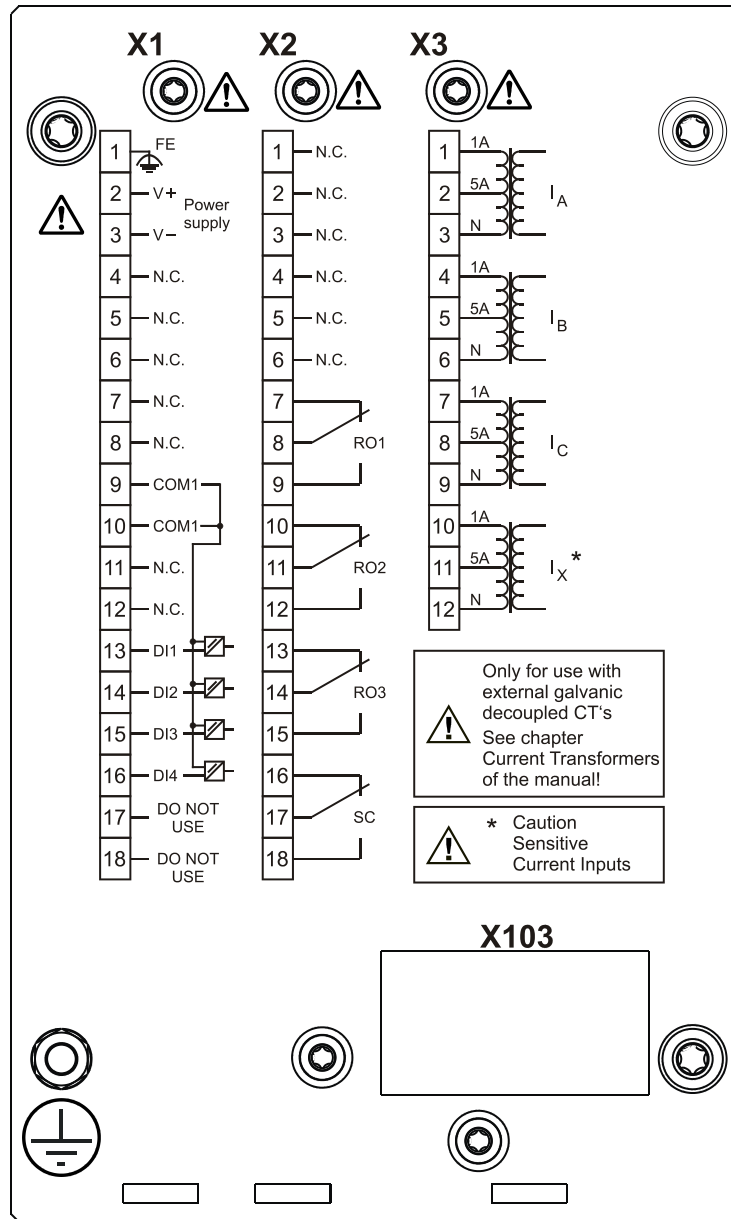 X1 X2 X3
1 FE
2 V+
Power
supply
3 V−
4 N.C.
5 N.C.
6 N.C.
7 N.C.
8 N.C.
9 COM1
10 COM1
11 N.C.
12 N.C.
13 DI1
14 DI2
15 DI3
16 DI4
17 DO NOT
USE
18 DO NOT
USE
1 N.C.
2 N.C.
3 N.C.
4 N.C.
5 N.C.
6 N.C.
7
8 RO1
9
10
11 RO2
12
13
14 RO3
15
16
17 SC
18
1 1A
2 5A IA
3 N
4 1A
5 5A IB
6 N
7 1A
8 5A IC
9 N
10 1A
11 5A IX*
12 N
Only for use with
external galvanic
decoupled CT‘s
See chapter
Current Transformers
of the manual!
* Caution
Sensitive
Current Inputs
X103